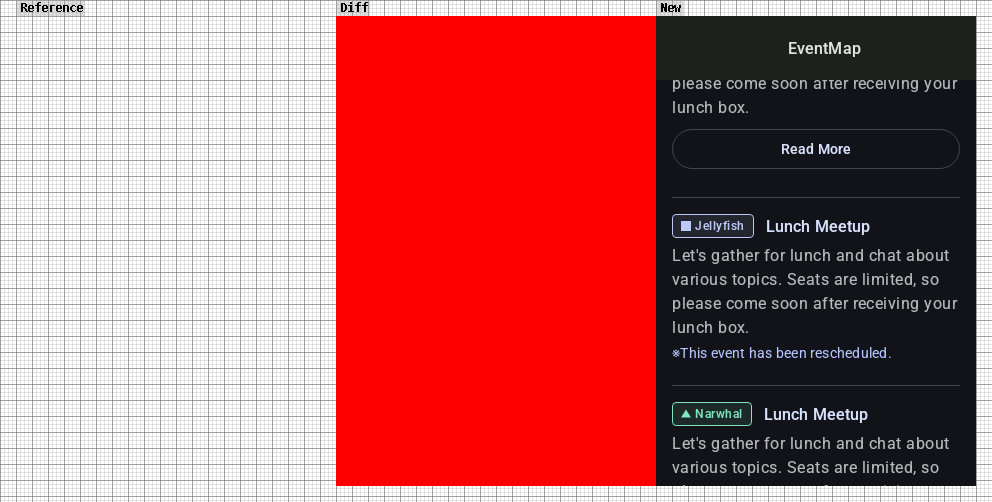 Reference
Diff
New
EventMap
please come soon after receiving your
lunch box.
Read More
Jellyfish
Lunch Meetup
Let's gather for lunch and chat about
various topics. Seats are limited, so
please come soon after receiving your
lunch box.
※This event has been rescheduled.
Narwhal
Lunch Meetup
Let's gather for lunch and chat about
various topics. Seats are limited, so